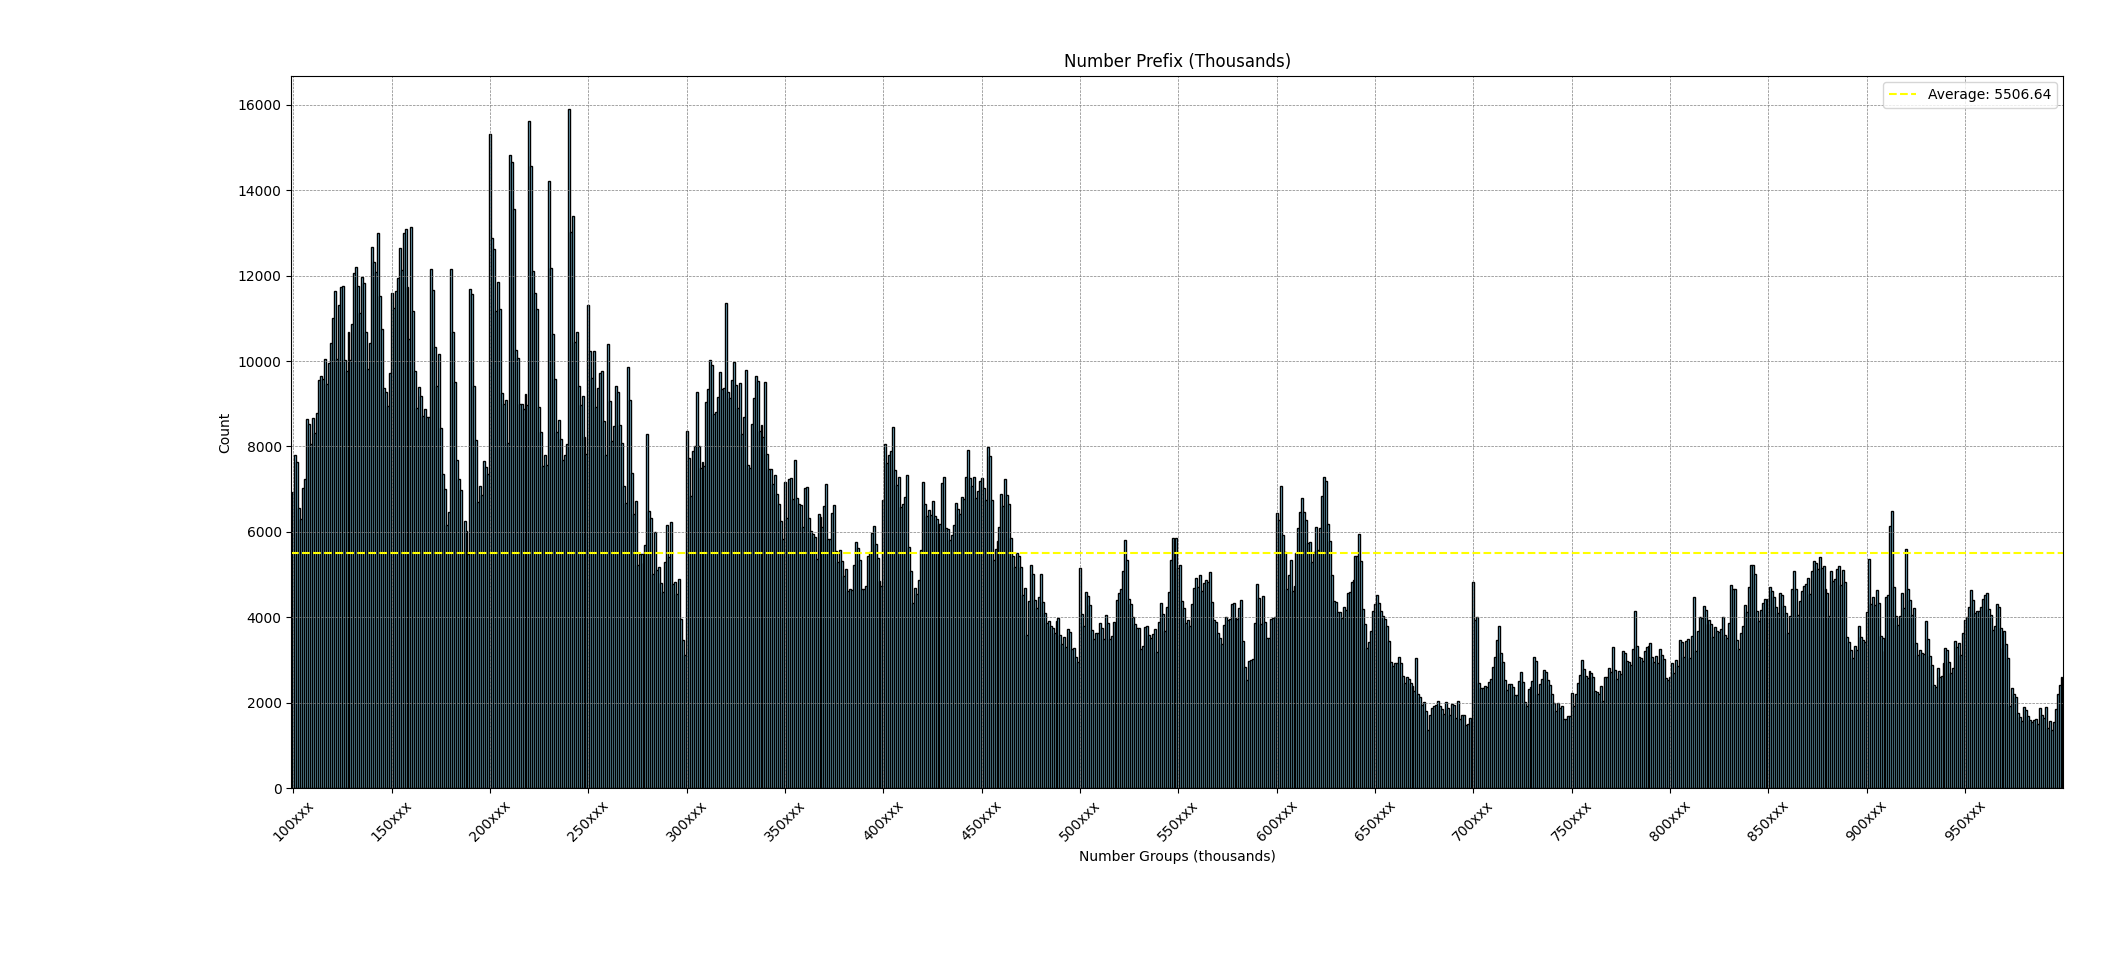 Number Prefix (Thousands)
Average: 5506.64
16000
14000
12000
10000
8000
6000
4000
2000
0
Count
100xxx
150xxx
200xxx
250xxx
300xxx
350xxx
400xxx
450xxx
500xxx
550xxx
600xxx
650xxx
700xxx
750xxx
800xxx
850xxx
900xxx
950xxx
Number Groups (thousands)